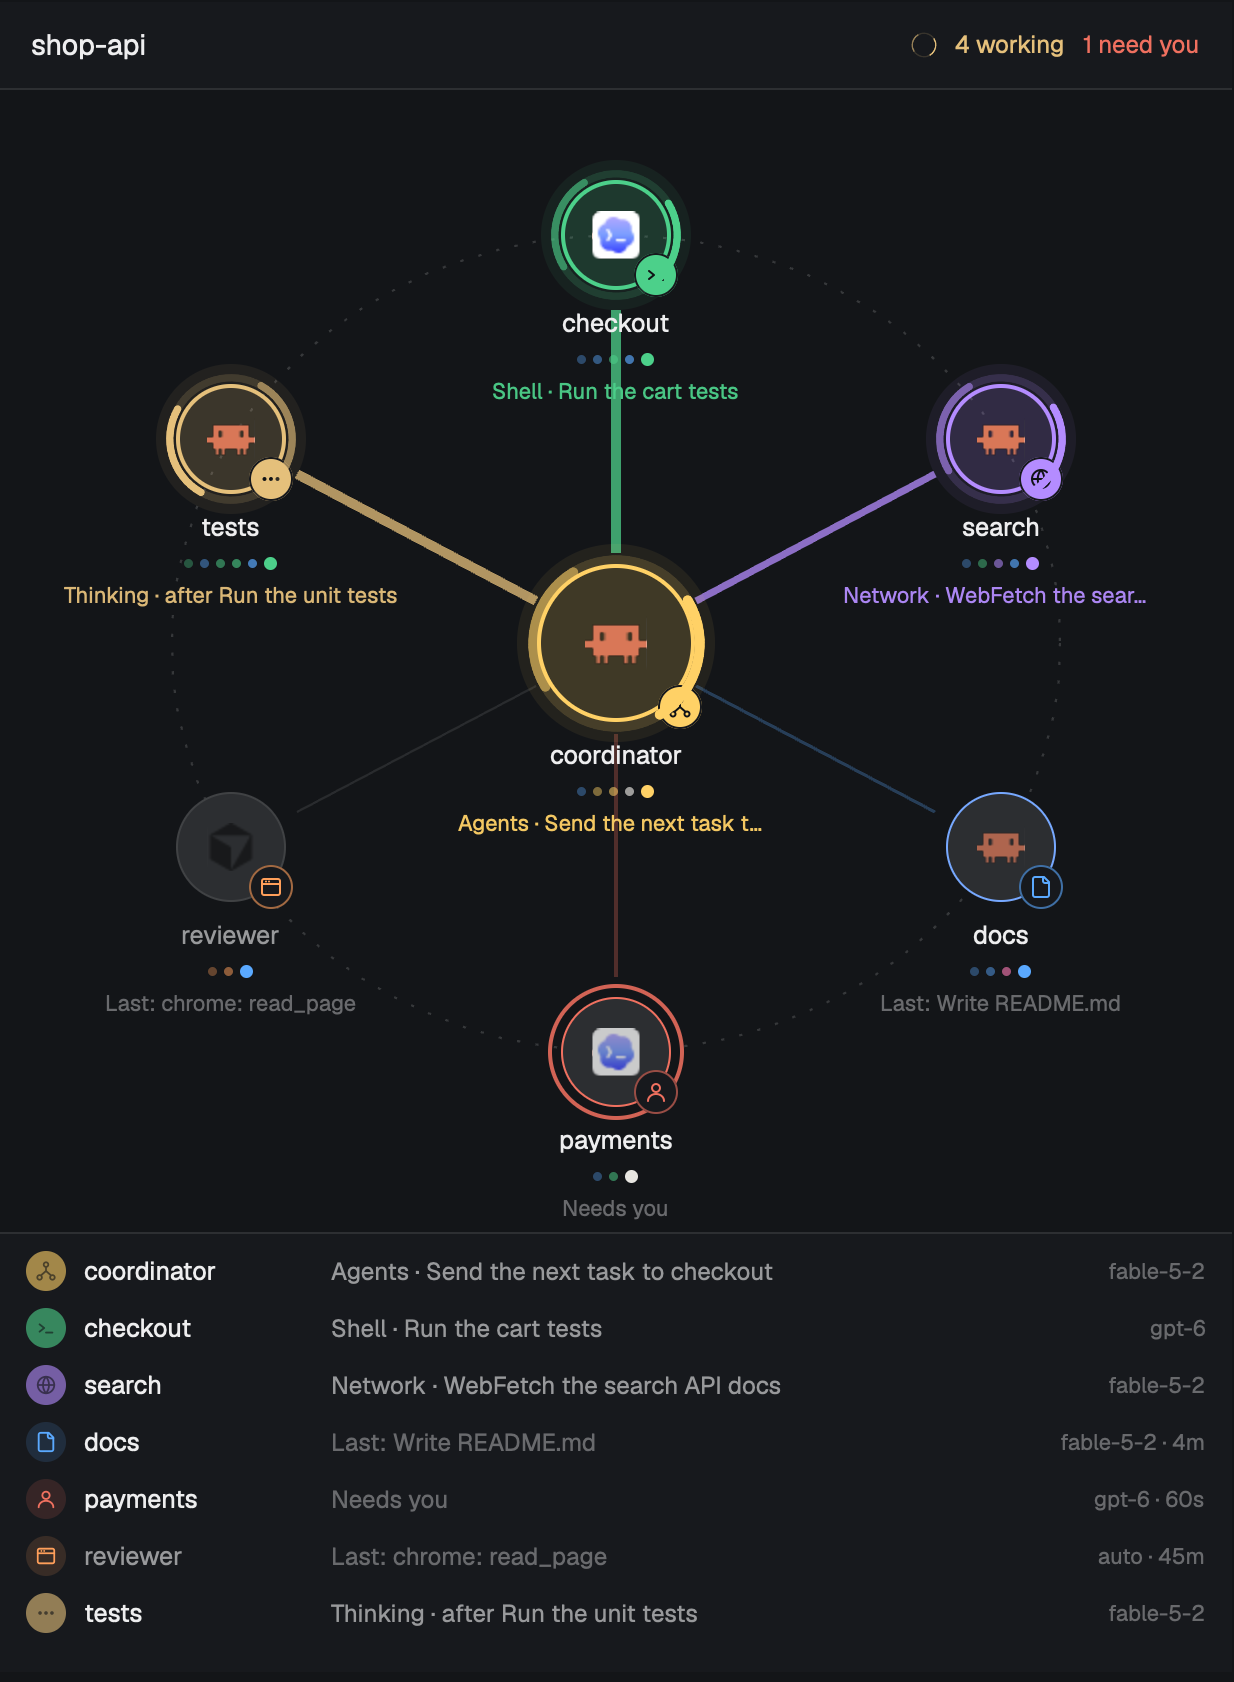 shop-api
4 working 1 need you
checkout
Shell · Run the cart tests
tests
Thinking · after Run the unit tests
search
Network · WebFetch the sear...
coordinator
Agents · Send the next task t...
reviewer
Last: chrome: read_page
docs
Last: Write README.md
payments
Needs you
coordinator Agents · Send the next task to checkout fable-5-2
checkout Shell · Run the cart tests gpt-6
search Network · WebFetch the search API docs fable-5-2
docs Last: Write README.md fable-5-2 · 4m
payments Needs you gpt-6 · 60s
reviewer Last: chrome: read_page auto · 45m
tests Thinking · after Run the unit tests fable-5-2